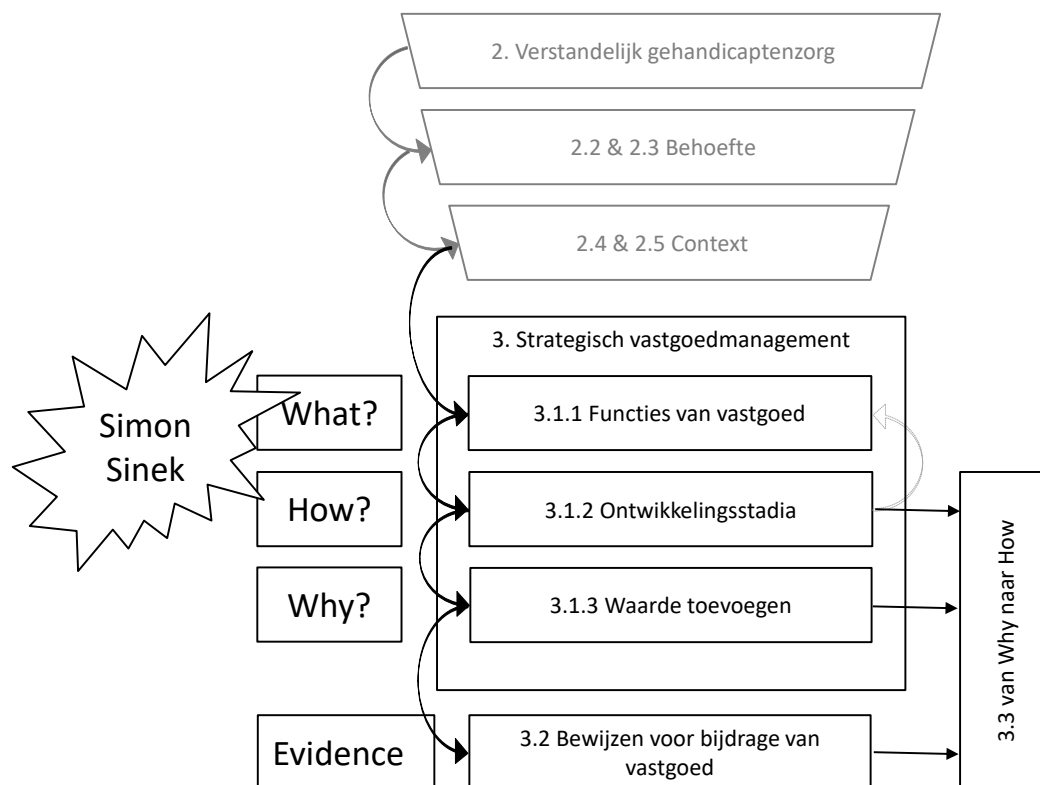 2. Verstandelijk gehandicaptenzorg
2.2 & 2.3 Behoefte
2.4 & 2.5 Context
3. Strategisch vastgoedmanagement
Simon
Sinek
What?
3.1.1 Functies van vastgoed
How?
3.1.2 Ontwikkelingsstadia
Why?
3.1.3 Waarde toevoegen
3.3 van Why naar How
Evidence
3.2 Bewijzen voor bijdrage van
vastgoed